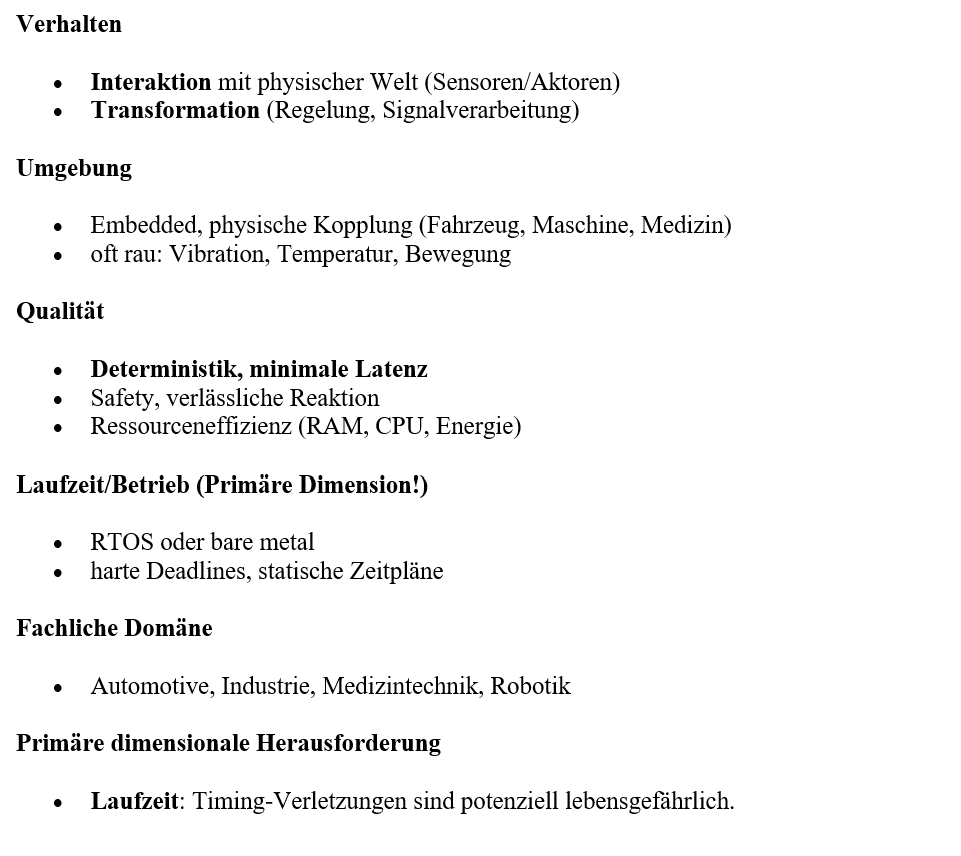 Verhalten
• Interaktion mit physischer Welt (Sensoren/Aktoren)
• Transformation (Regelung, Signalverarbeitung)
Umgebung
• Embedded, physische Kopplung (Fahrzeug, Maschine, Medizin)
• oft rau: Vibration, Temperatur, Bewegung
Qualität
• Deterministik, minimale Latenz
• Safety, verlässliche Reaktion
• Ressourceneffizienz (RAM, CPU, Energie)
Laufzeit/Betrieb (Primäre Dimension!)
• RTOS oder bare metal
• harte Deadlines, statische Zeitpläne
Fachliche Domäne
• Automotive, Industrie, Medizintechnik, Robotik
Primäre dimensionale Herausforderung
• Laufzeit: Timing-Verletzungen sind potenziell lebensgefährlich.